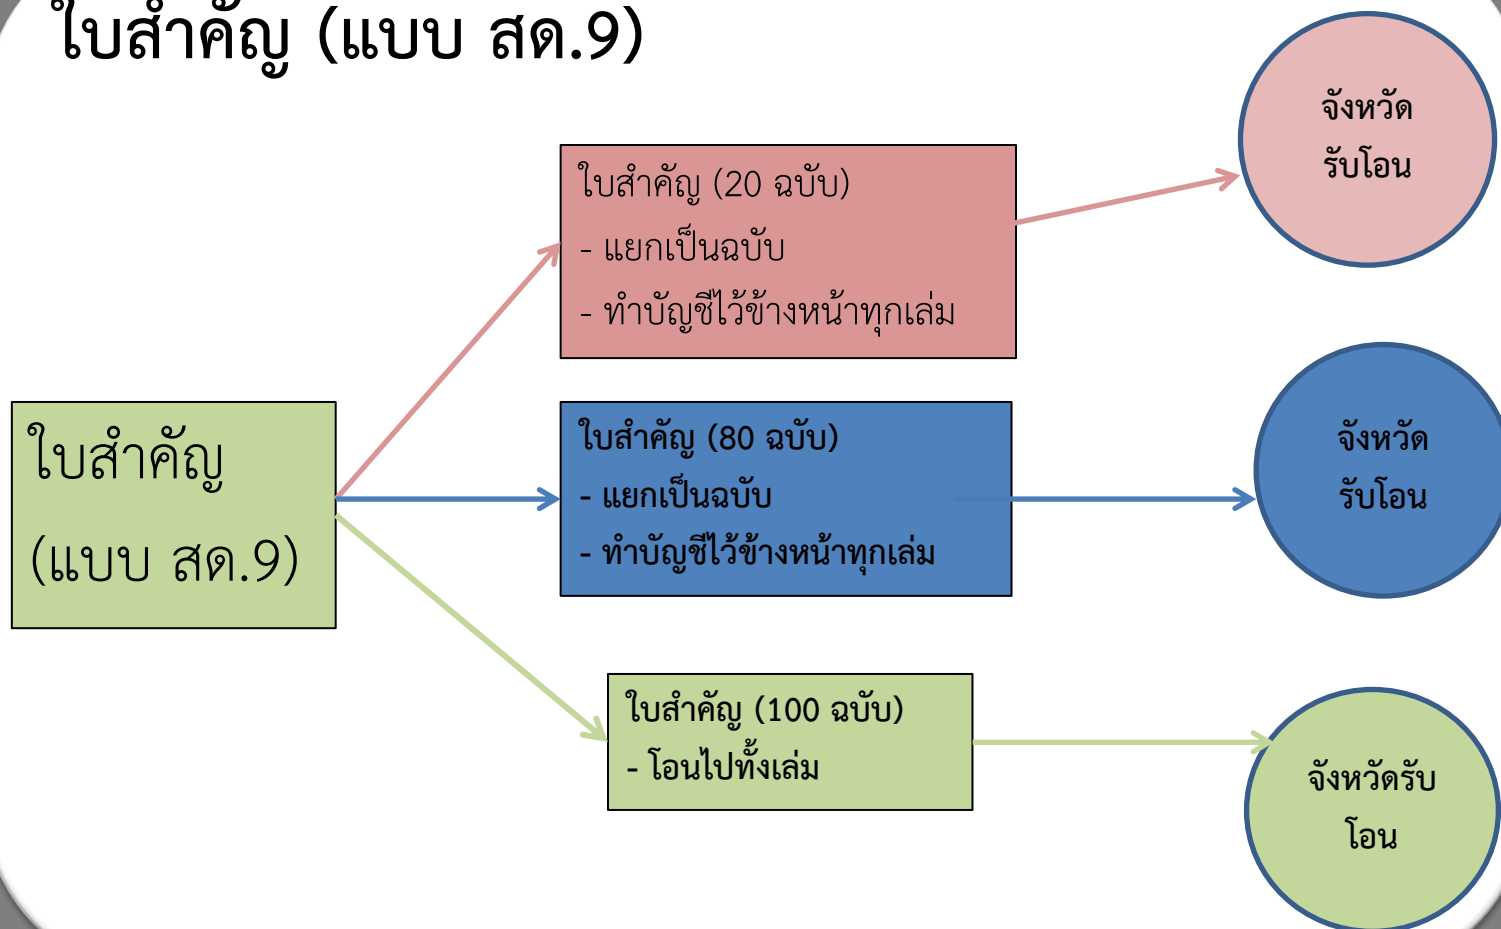 ใบสำคัญ (แบบ สด.9)
ใบสำคัญ
(แบบ สด.9)
ใบสำคัญ (20 ฉบับ)
- แยกเป็นฉบับ
- ทำบัญชีไว้ข้างหน้าทุกเล่ม
จังหวัด
รับโอน
ใบสำคัญ (80 ฉบับ)
- แยกเป็นฉบับ
- ทำบัญชีไว้ข้างหน้าทุกเล่ม
จังหวัด
รับโอน
ใบสำคัญ (100 ฉบับ)
- โอนไปทั้งเล่ม
จังหวัดรับ
โอน